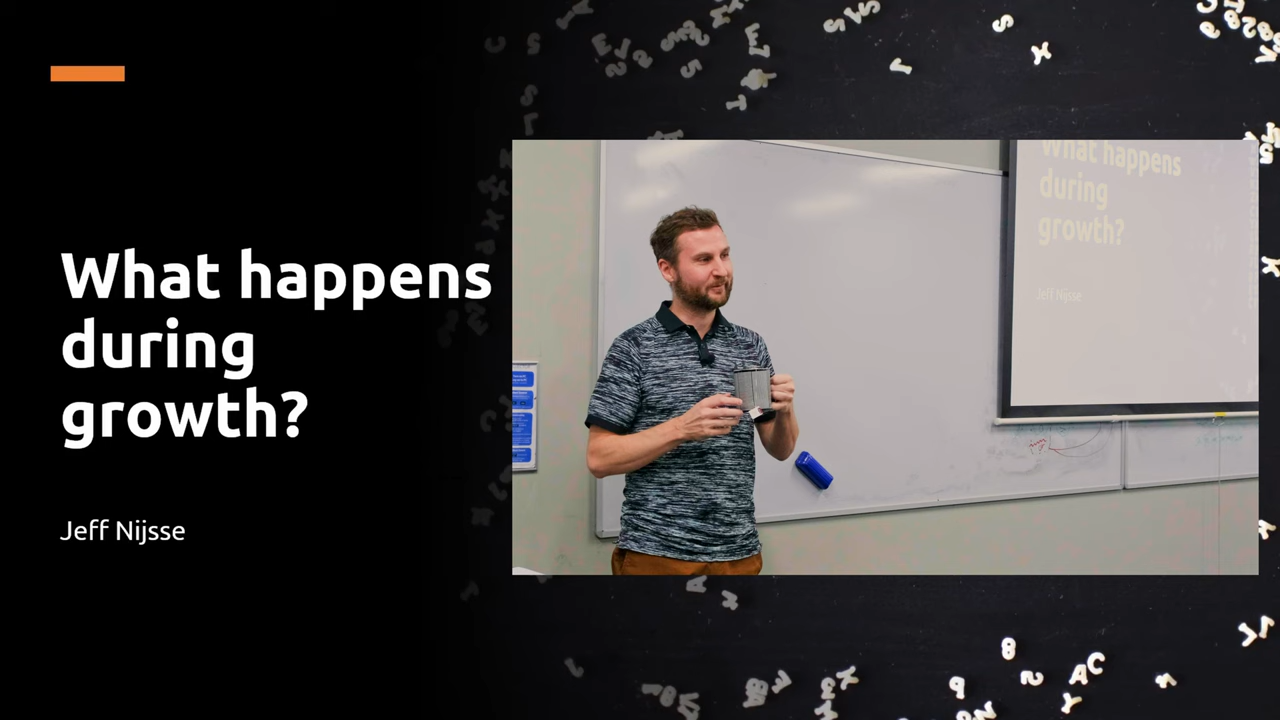 What happens
during
growth?
Jeff Nijsse
What happens
during
growth?
Jeff Nijsse